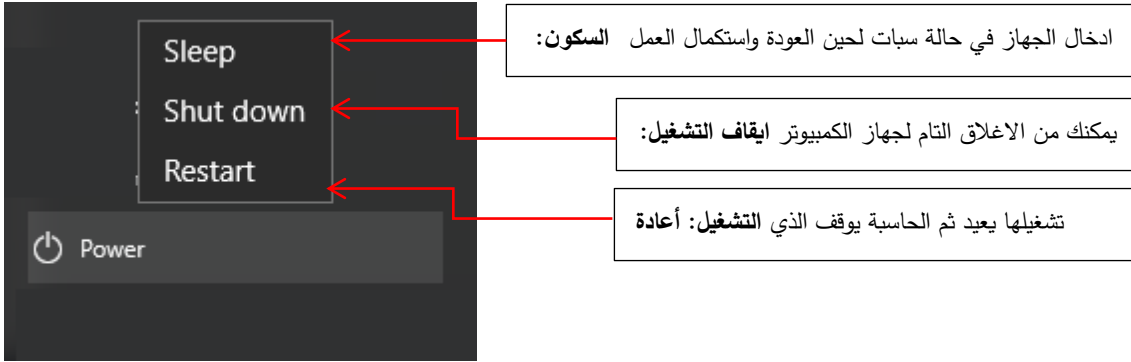 Sleep
Shut down
Restart
Power
ادخال الجهاز في حالة سبات لحين العودة واستكمال العمل السكون:
يمكنك من الاغلاق التام لجهاز الكمبيوتر ايقاف التشغيل:
تشغيلها يعيد ثم الحاسبة يوقف الذي التشغيل: أعادة